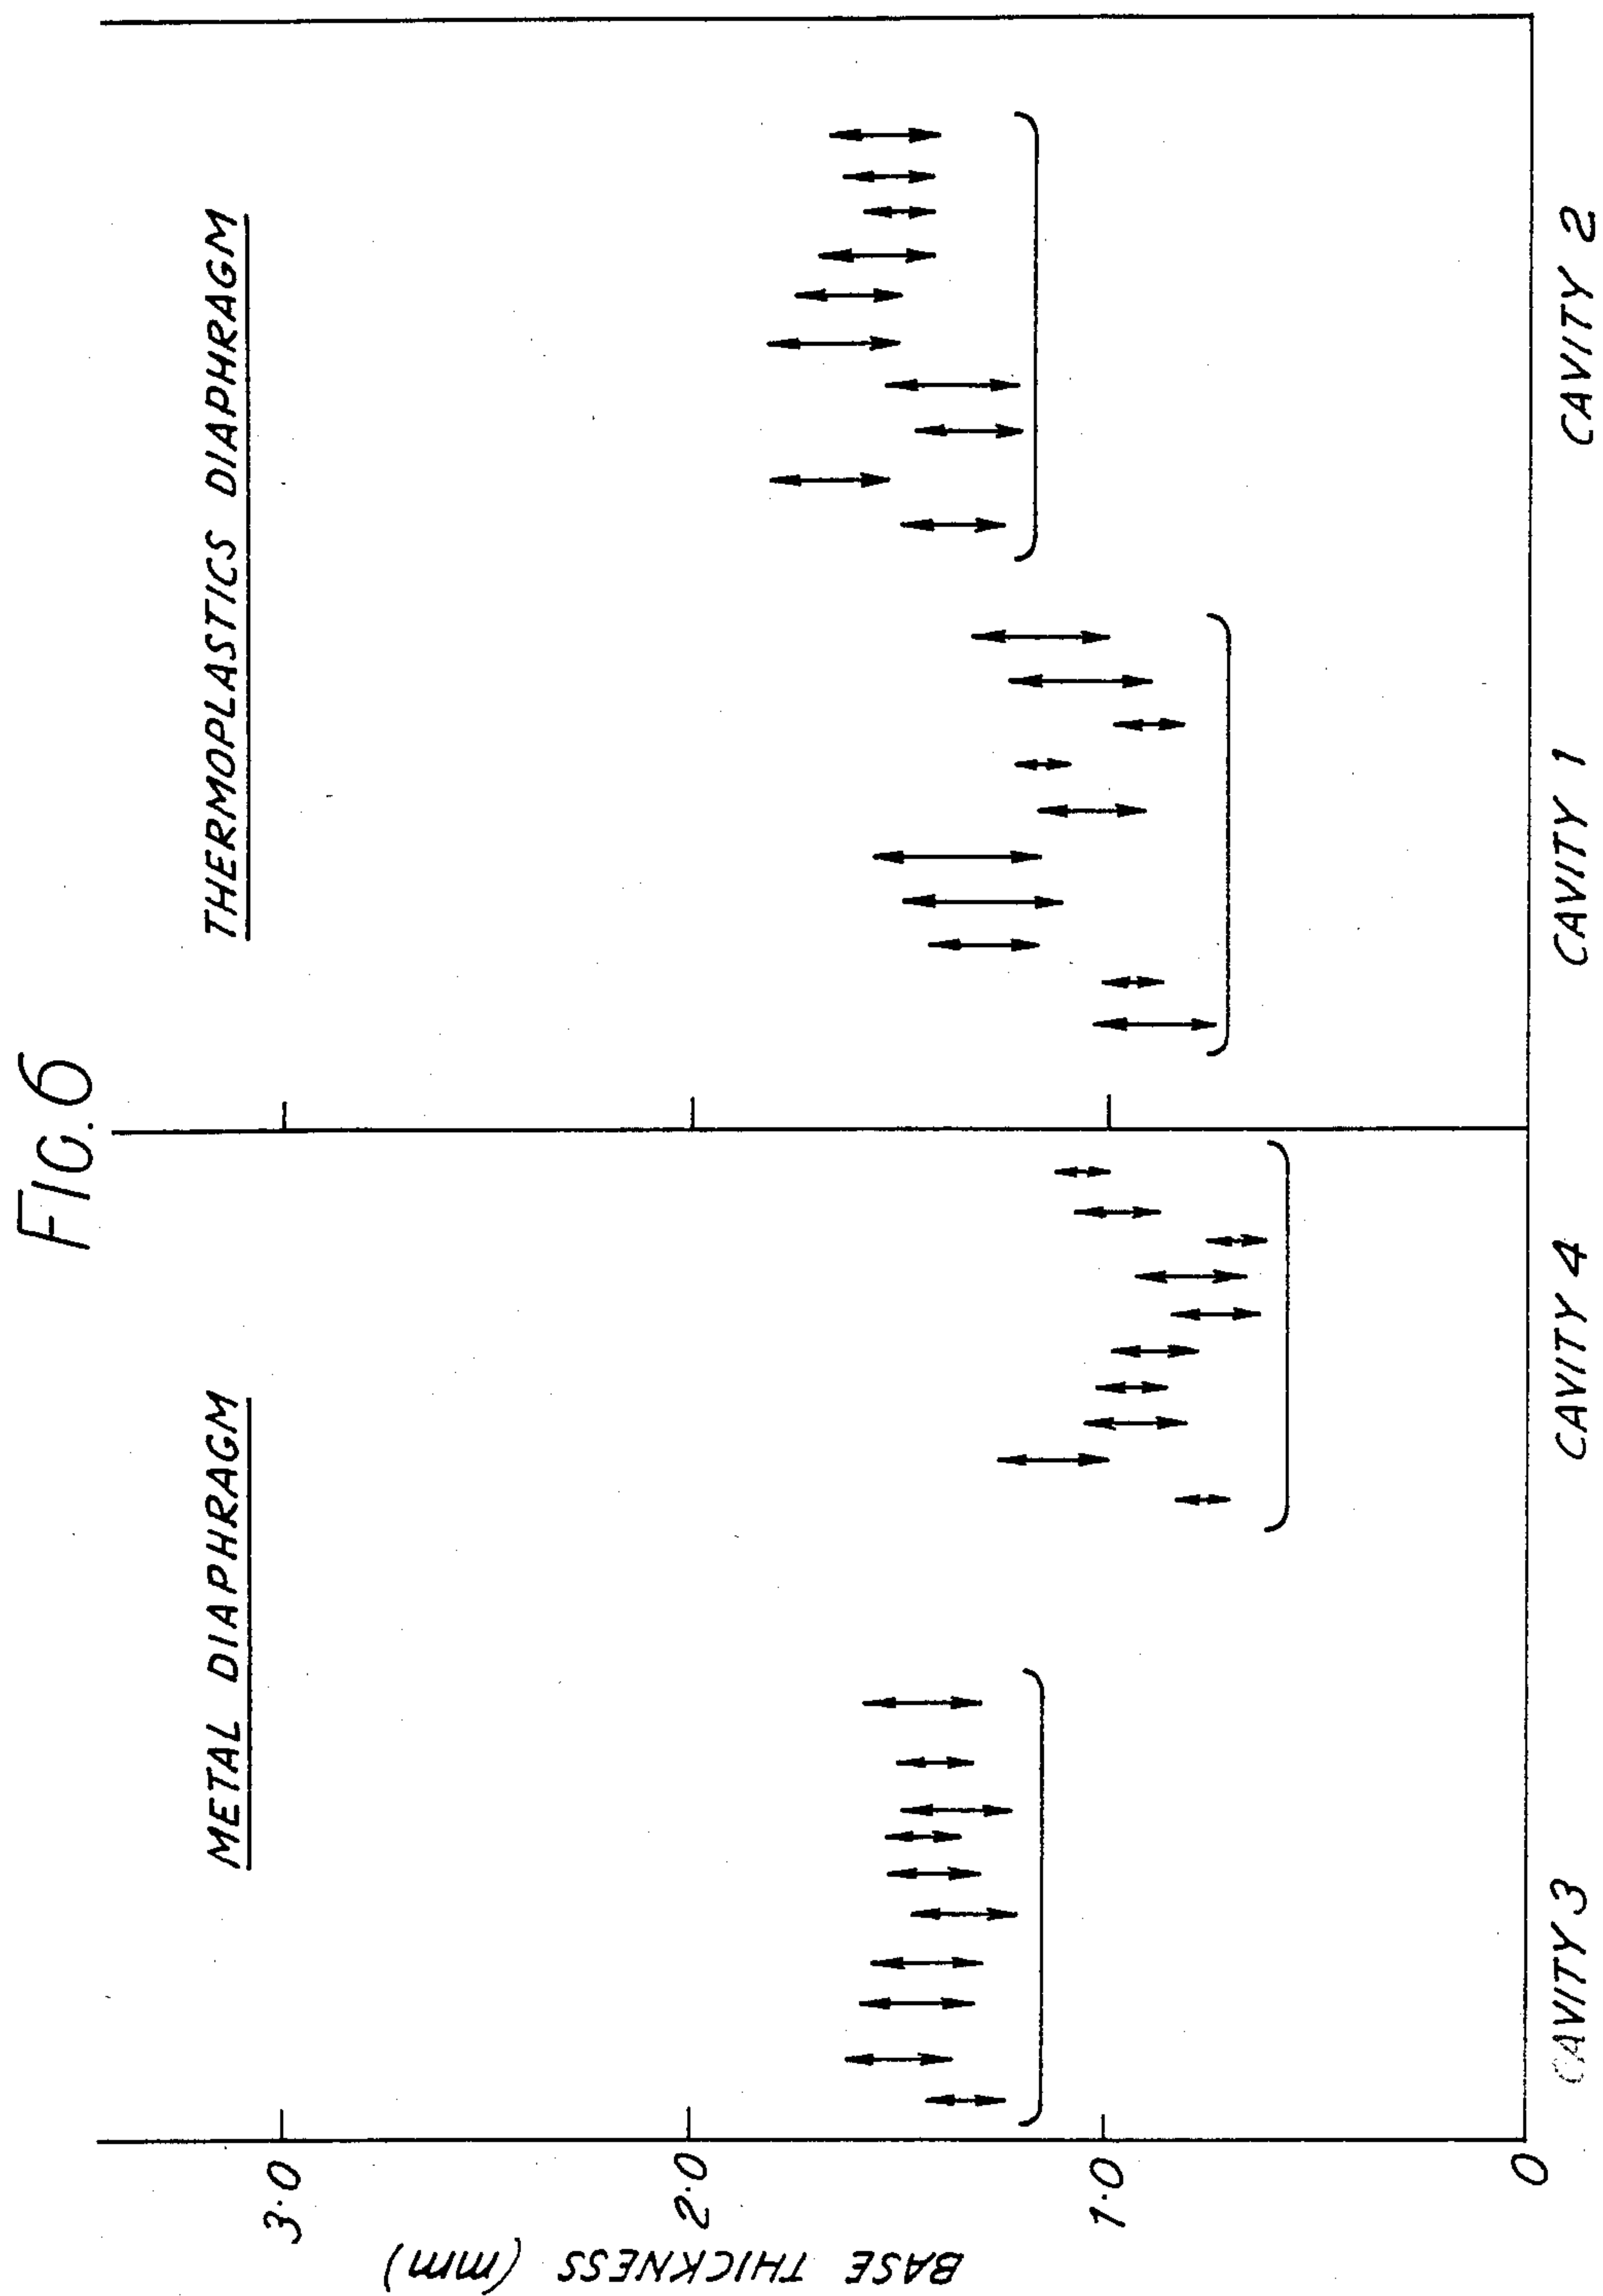 FIG.6
METAL DIAPHRAGM
THERMOPLASTICS DIAPHRAGM
BASE THICKNESS (mm)
3.0
2.0
1.0
0
CAVITY 3
CAVITY 4
CAVITY 1
CAVITY 2